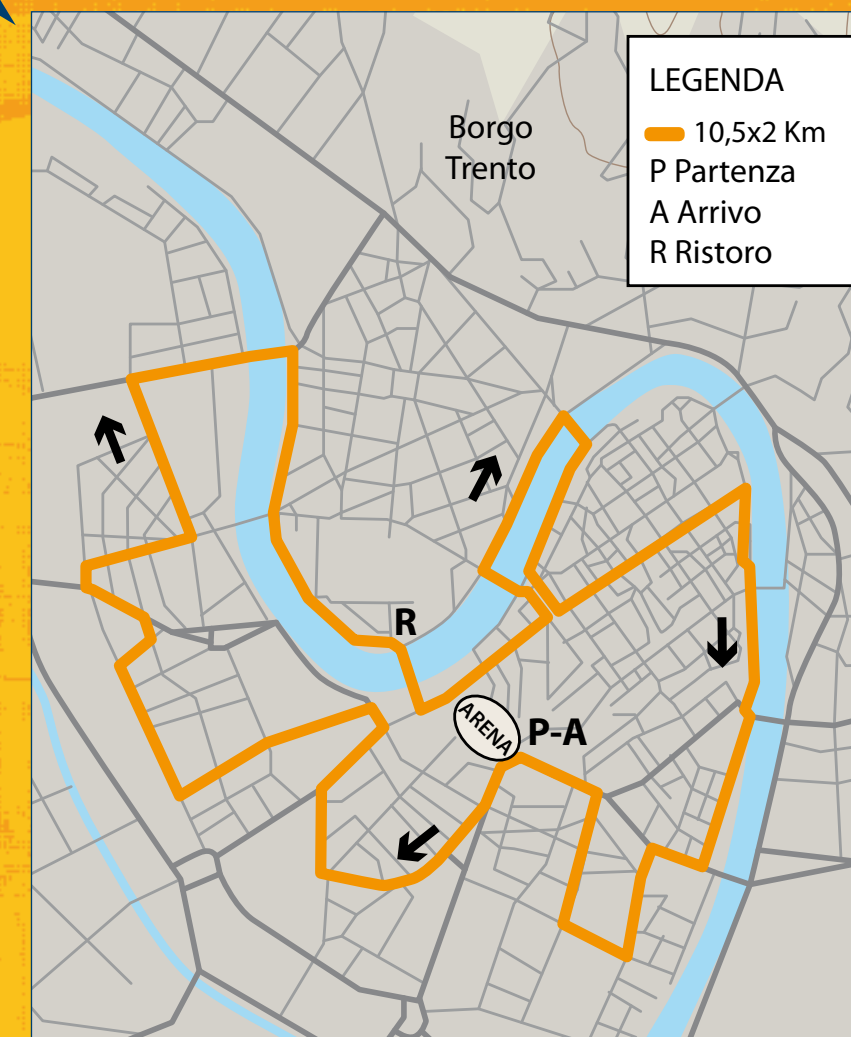 LEGENDA
10,5x2 Km
P Partenza
A Arrivo
R Ristoro
Borgo
Trento
R
ARENA
P-A